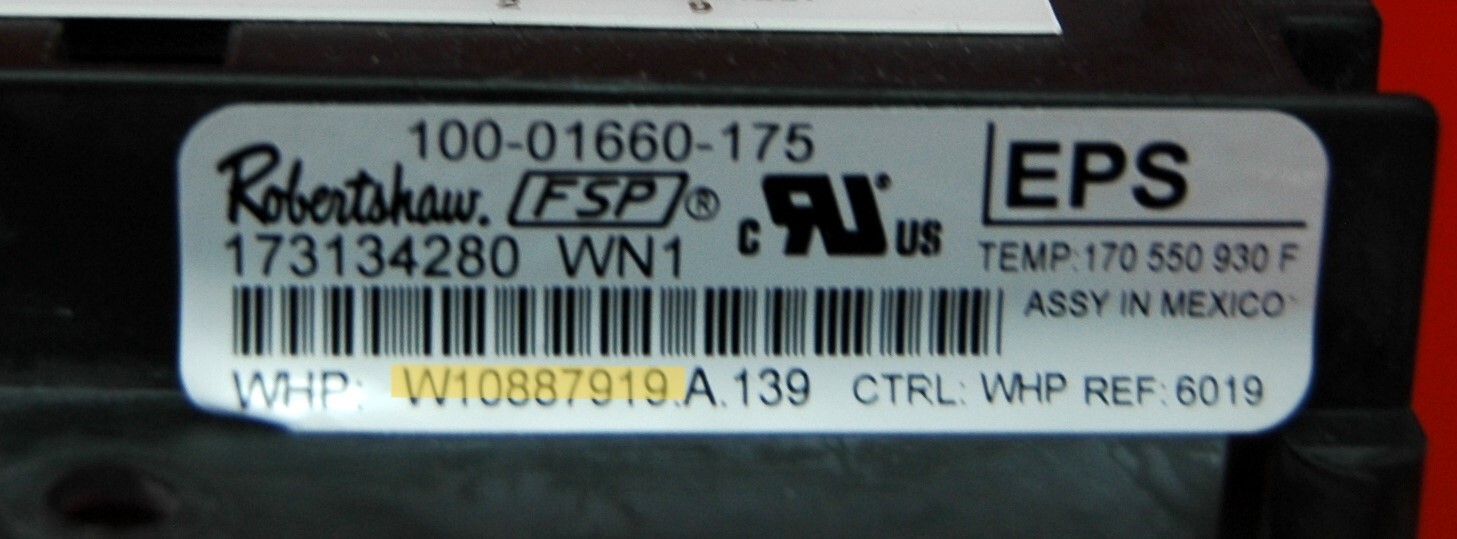 100-01660-175
Robertshaw. FSP®
c RU US
EPS
173134280 WN1
TEMP:170 550 930 F
ASSY IN MEXICO
WHP: W10887919.A.139 CTRL: WHP REF: 6019